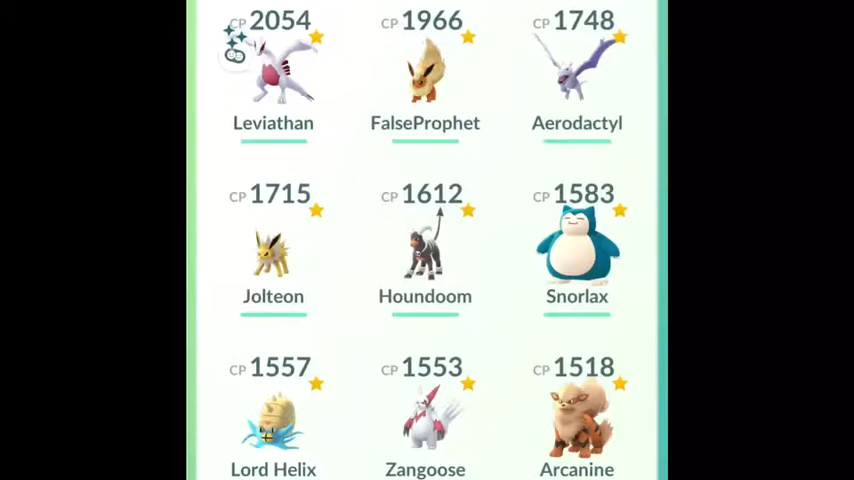 CP 2054 CP 1966 CP 1748
Leviathan FalseProphet Aerodactyl
CP 1715 CP 1612 CP 1583
Jolteon Houndoom Snorlax
CP 1557 CP 1553 CP 1518
Lord Helix Zangoose Arcanine